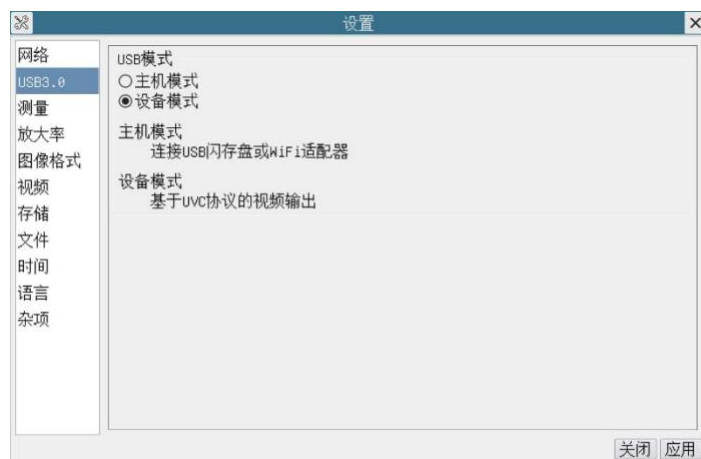 设置
网络
USB3.0
测量
放大率
图像格式
视频
存储
文件
时间
语言
杂项
USB模式
主机模式
设备模式
主机模式
连接USB闪存盘或WiFi适配器
设备模式
基于UVC协议的视频输出
关闭 应用